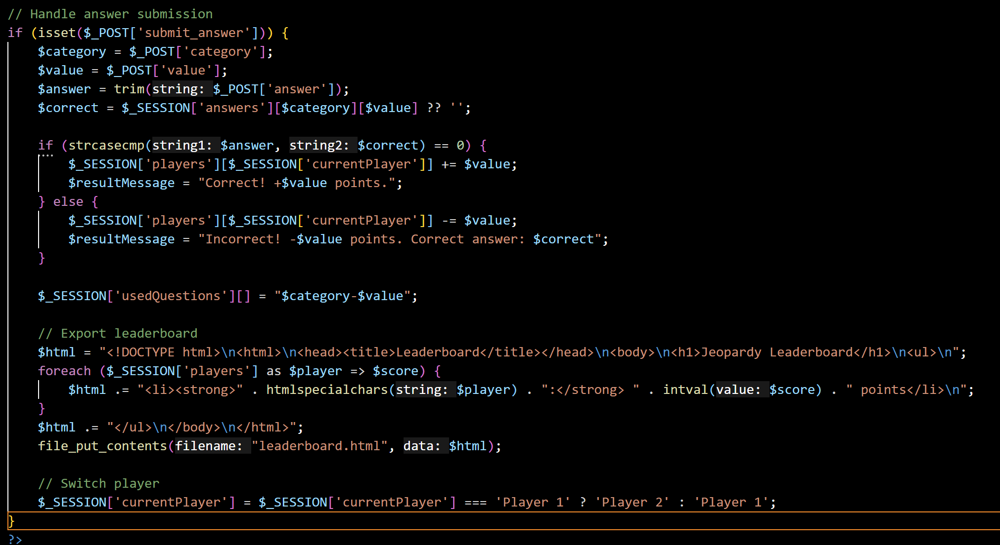 // Handle answer submission
if (isset($_POST['submit_answer'])) {
    $category = $_POST['category'];
    $value = $_POST['value'];
    $answer = trim(string: $_POST['answer']);
    $correct = $_SESSION['answers'][$category][$value] ?? '';

    if (strcasecmp(string1: $answer, string2: $correct) == 0) {
        $_SESSION['players'][$_SESSION['currentPlayer']] += $value;
        $resultMessage = "Correct! +$value points.";
    } else {
        $_SESSION['players'][$_SESSION['currentPlayer']] -= $value;
        $resultMessage = "Incorrect! -$value points. Correct answer: $correct";
    }

    $_SESSION['usedQuestions'][] = "$category-$value";

    // Export leaderboard
    $html = "<!DOCTYPE html>\n<html>\n<head><title>Leaderboard</title></head>\n<body>\n<h1>Jeopardy Leaderboard</h1>\n<ul>\n";
    foreach ($_SESSION['players'] as $player => $score) {
        $html .= "<li><strong>" . htmlspecialchars(string: $player) . ":</strong> " . intval(value: $score) . " points</li>\n";
    }
    $html .= "</ul>\n</body>\n</html>";
    file_put_contents(filename: "leaderboard.html", data: $html);

    // Switch player
    $_SESSION['currentPlayer'] = $_SESSION['currentPlayer'] === 'Player 1' ? 'Player 2' : 'Player 1';
}
?>